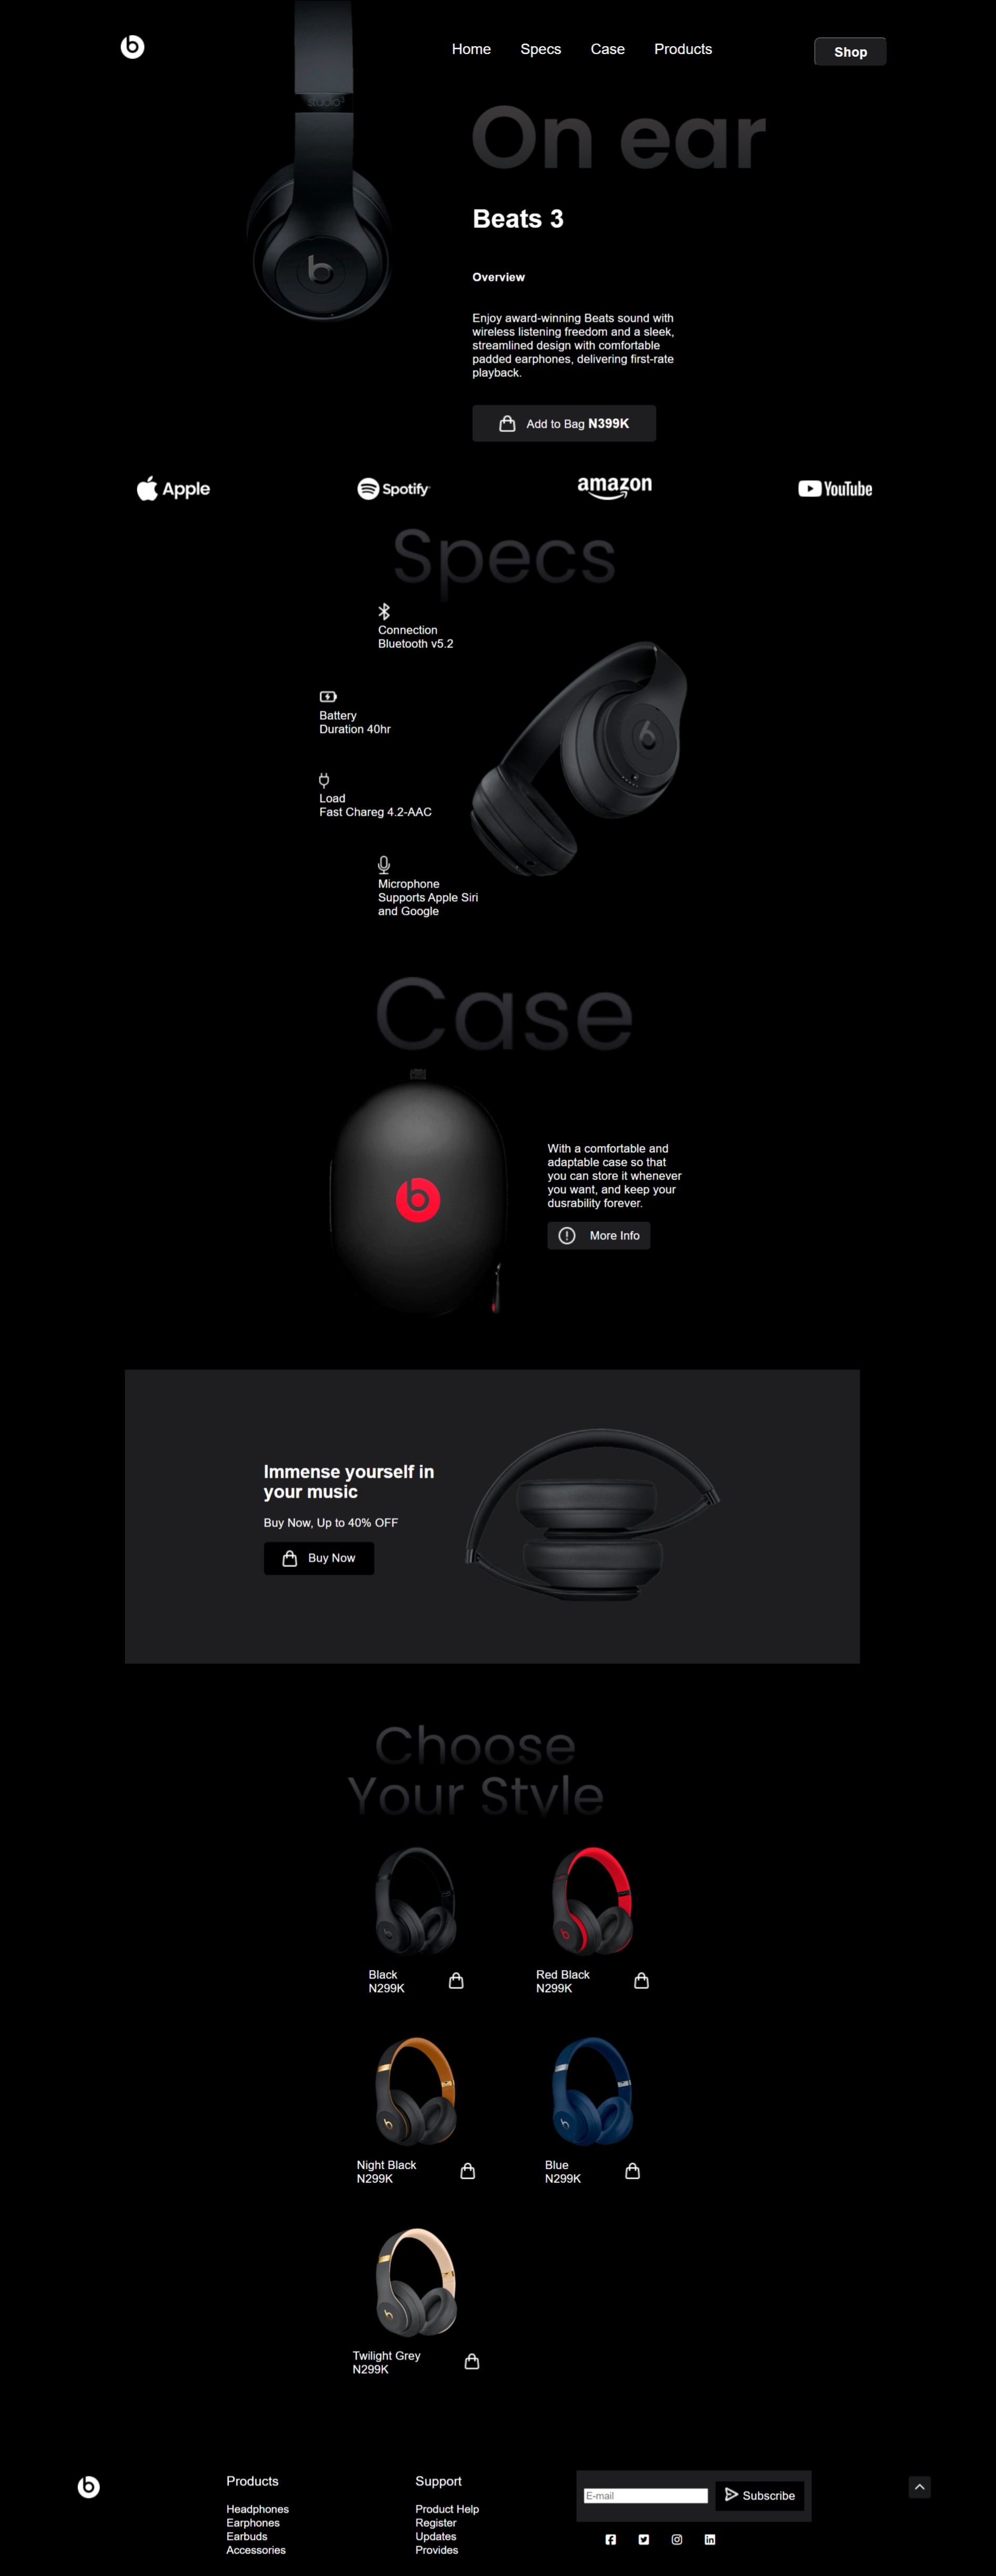 Home Specs Case Products Shop
studio³
On ear
Beats 3
Overview
Enjoy award-winning Beats sound with
wireless listening freedom and a sleek,
streamlined design with comfortable
padded earphones, delivering first-rate
playback.
Add to Bag N399K
Apple Spotify amazon YouTube
Specs
Connection
Bluetooth v5.2
Battery
Duration 40hr
Load
Fast Chareg 4.2-AAC
Microphone
Supports Apple Siri
and Google
Case
With a comfortable and
adaptable case so that
you can store it whenever
you want, and keep your
dusrability forever.
More Info
Immense yourself in
your music
Buy Now, Up to 40% OFF
Buy Now
Choose
Your Style
Black
N299K
Red Black
N299K
Night Black
N299K
Blue
N299K
Twilight Grey
N299K
Products
Headphones
Earphones
Earbuds
Accessories
Support
Product Help
Register
Updates
Provides
E-mail
Subscribe